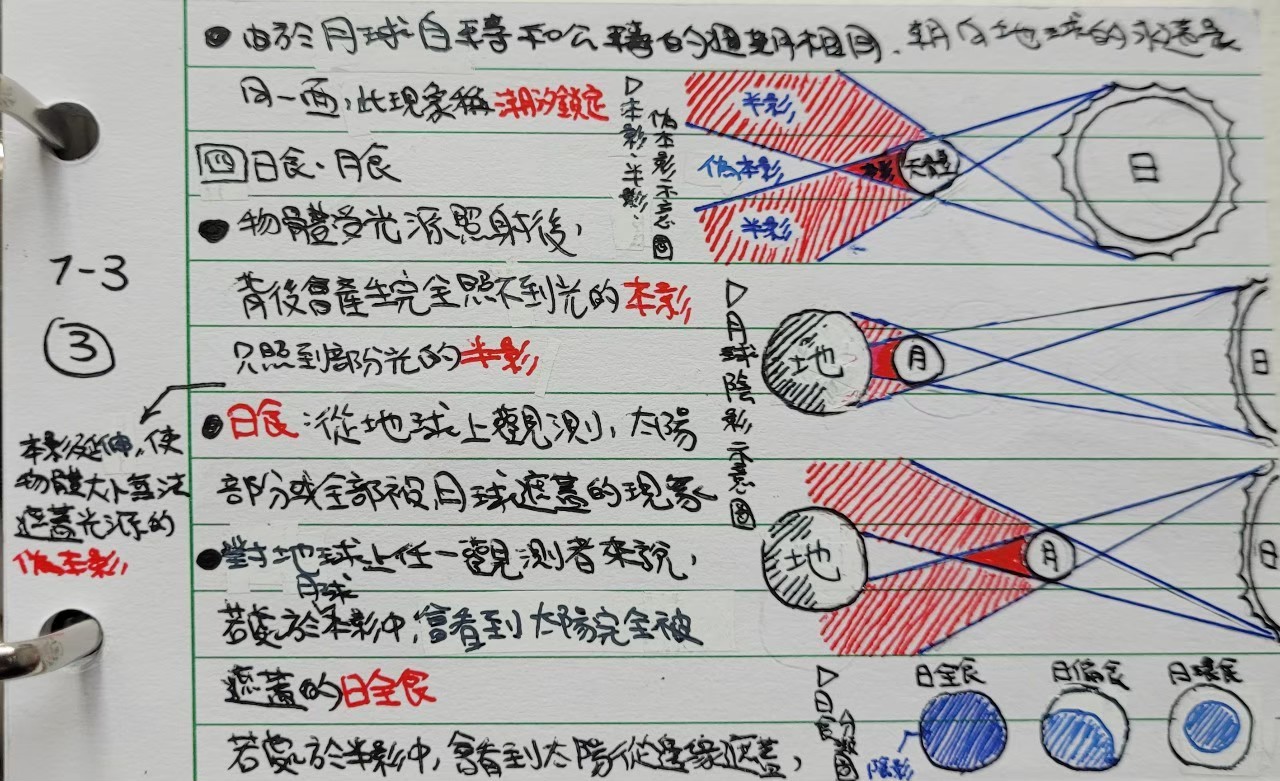 ●由於月球自轉和公轉的週期相同,朝向地球的永遠是
同一面,此現象稱潮汐鎖定
四 日食、月食
●物體受光源照射後,
背後會產生完全照不到光的本影
只照到部份光的半影
●日食:從地球上觀測,太陽
部分或全部被月球遮蓋的現象
●對地球上任一觀測者來說,
若處於月球本影中,會看到太陽完全被
遮蓋的日全食
若處於半影中,會看到太陽從邊緣遮蓋,
1-3
③
本影延伸,使
物體大小無法
遮蓋光源的
偽本影
▷本影、半影、
偽本影示意圖
半影
偽本影
本影
半影
日
▷月球陰影示意圖
地
月
日
地
月
日
▷日食分類圖
日全食
日偏食
陰影